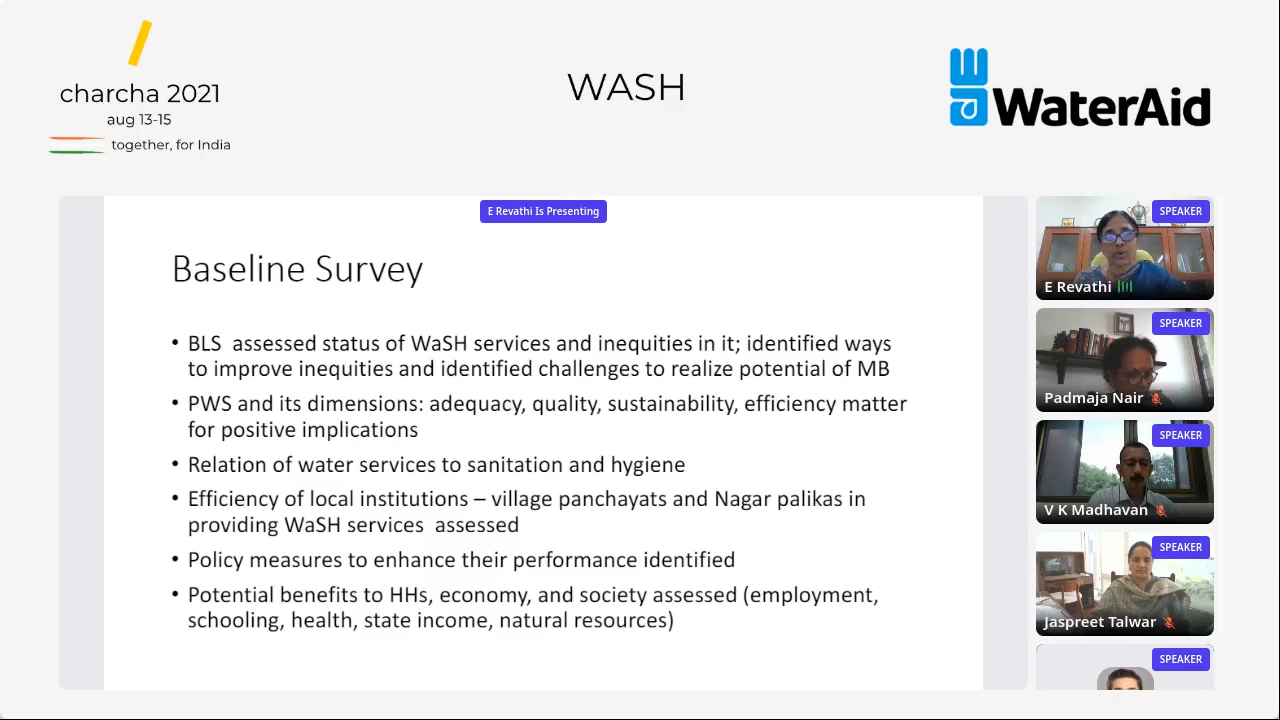 charcha 2021
aug 13-15
together, for India
WASH
WaterAid
E Revathi Is Presenting
Baseline Survey
• BLS assessed status of WaSH services and inequities in it; identified ways
to improve inequities and identified challenges to realize potential of MB
• PWS and its dimensions: adequacy, quality, sustainability, efficiency matter
for positive implications
• Relation of water services to sanitation and hygiene
• Efficiency of local institutions – village panchayats and Nagar palikas in
providing WaSH services assessed
• Policy measures to enhance their performance identified
• Potential benefits to HHs, economy, and society assessed (employment,
schooling, health, state income, natural resources)
SPEAKER
E Revathi
SPEAKER
Padmaja Nair
SPEAKER
V K Madhavan
SPEAKER
Jaspreet Talwar
SPEAKER